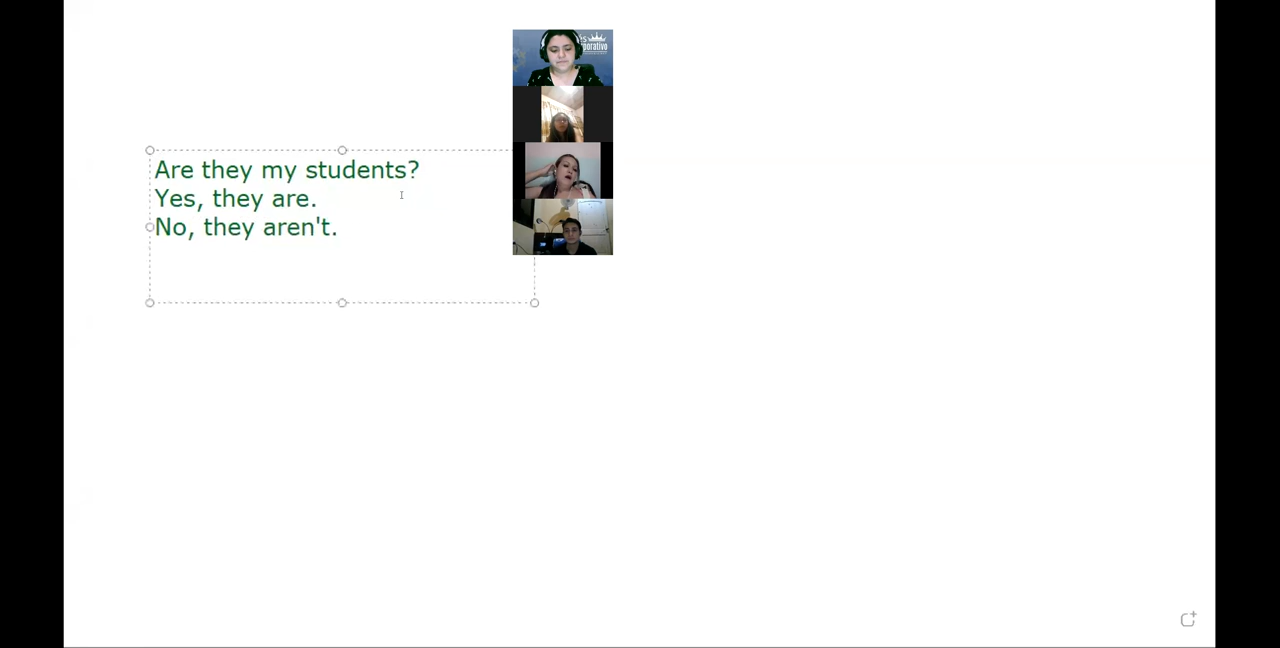 Are they my students?
Yes, they are.
No, they aren't.